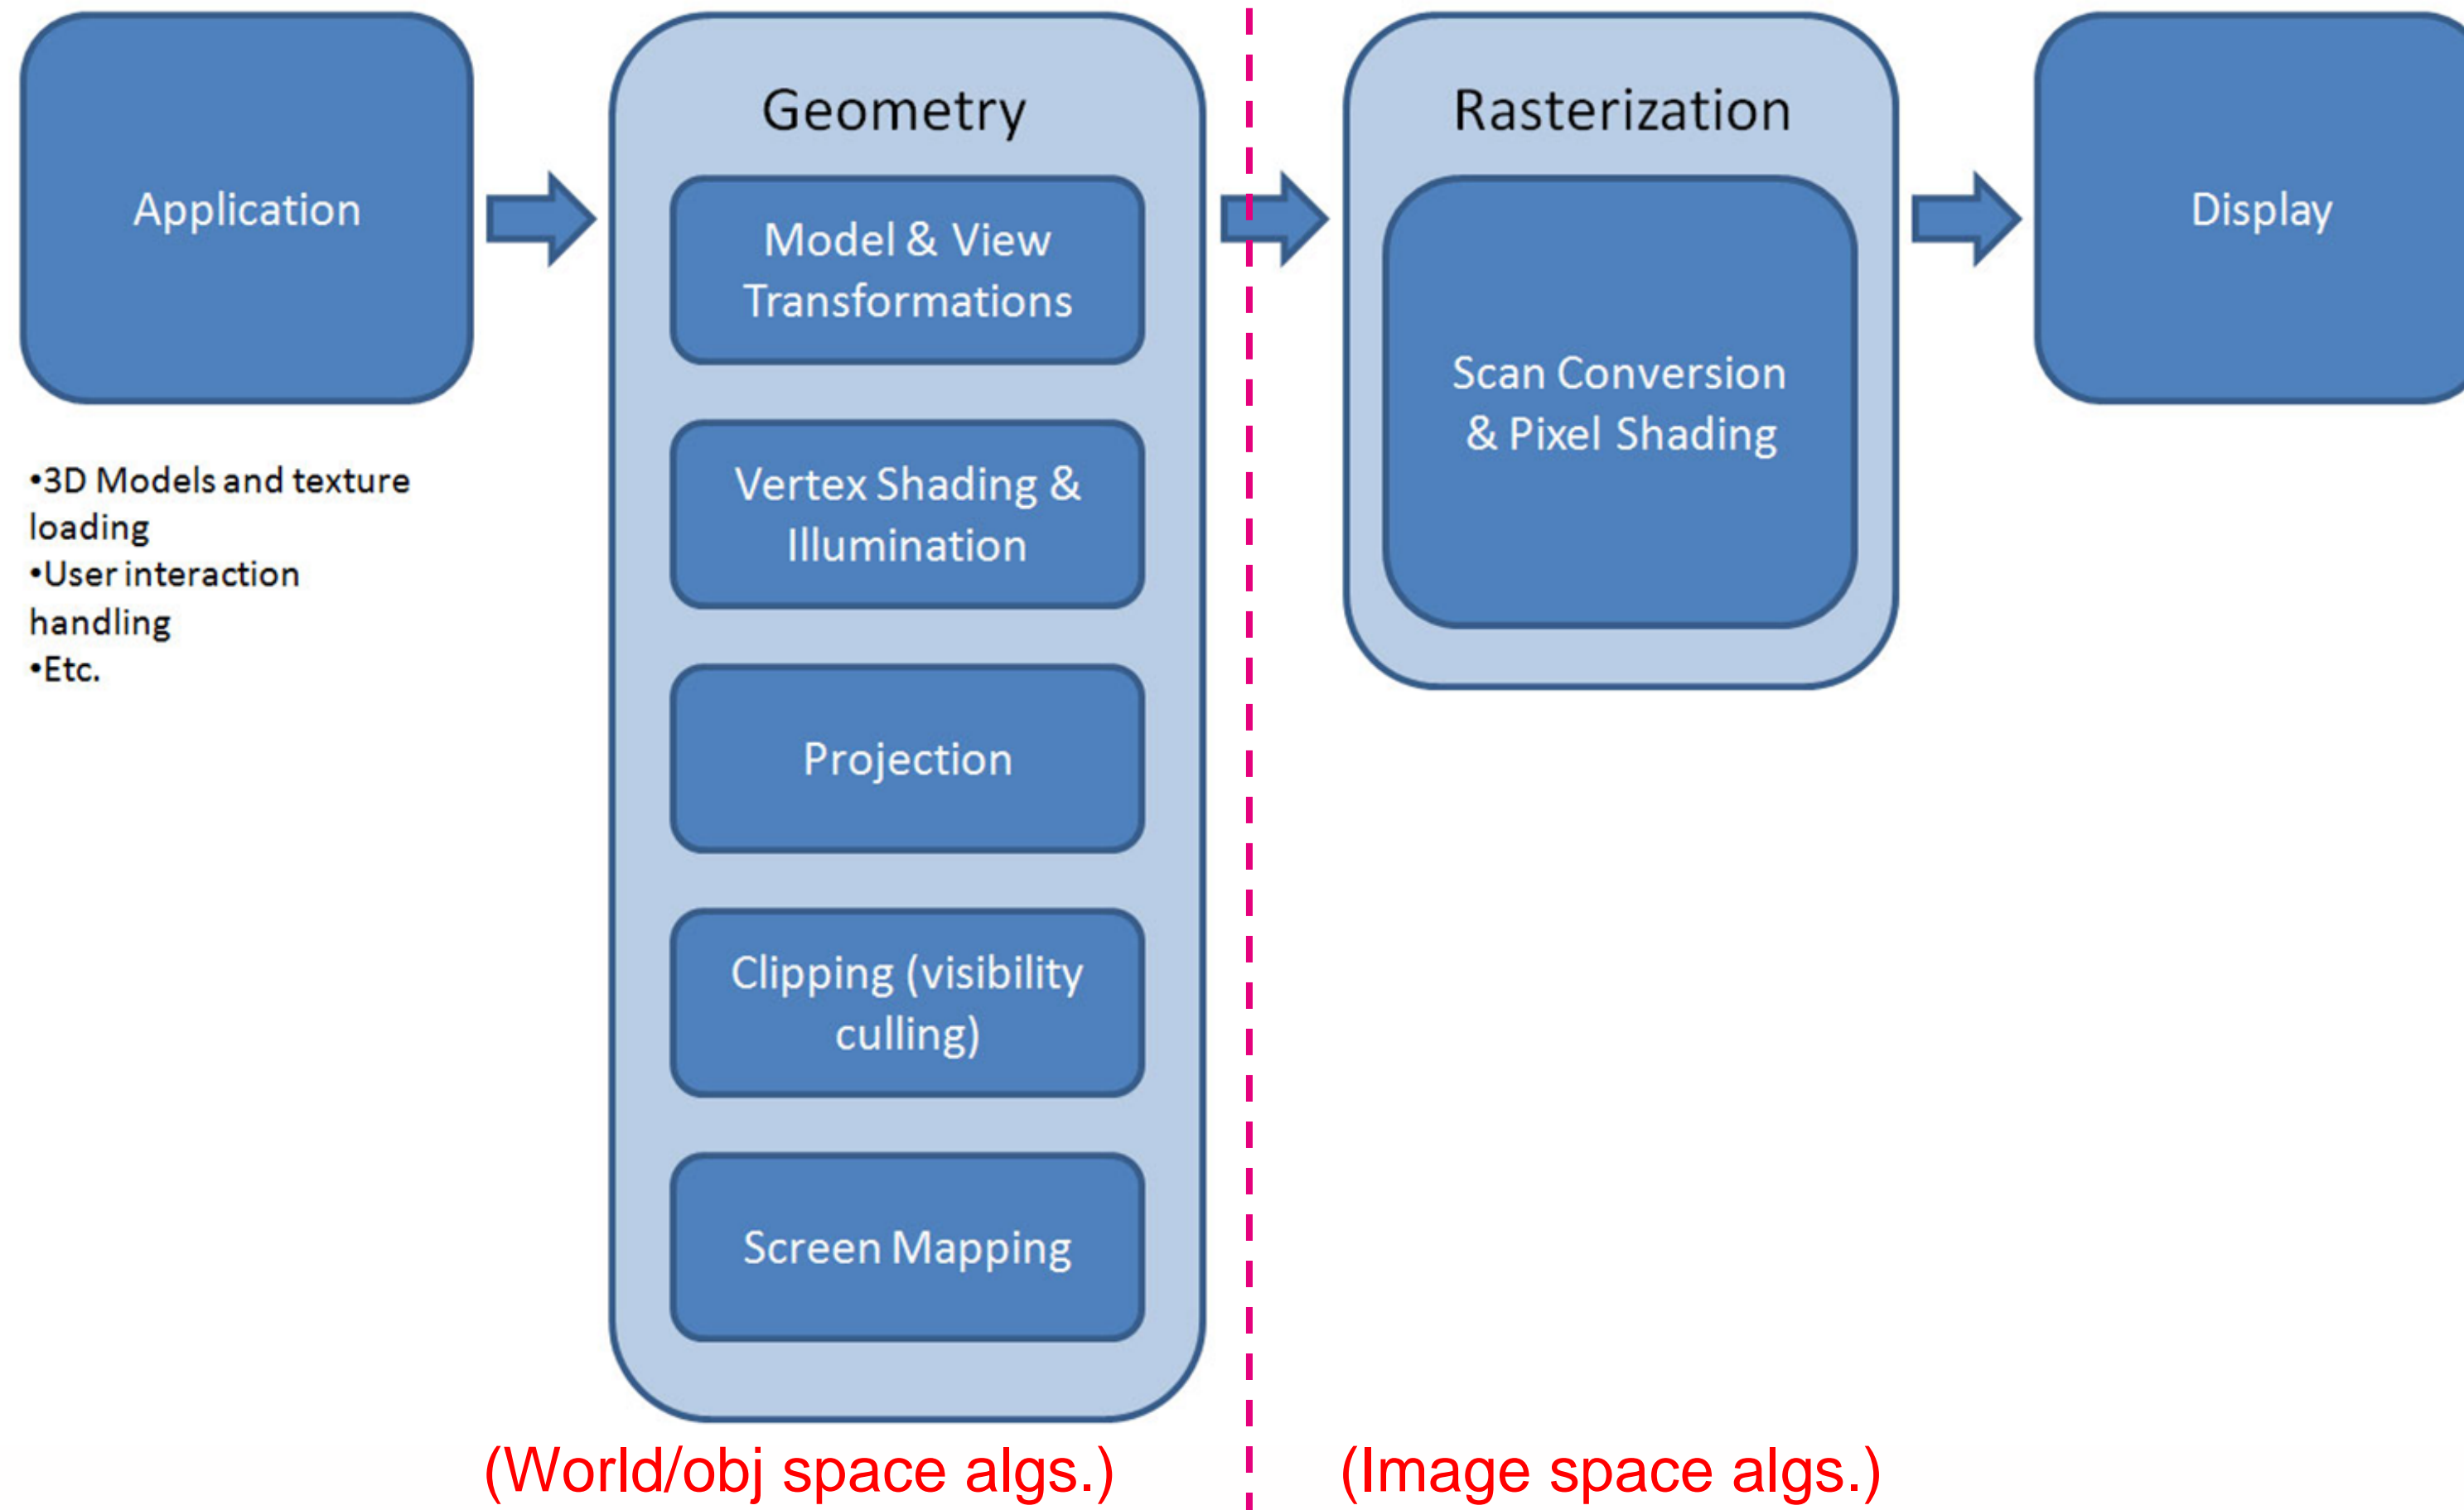 Application
•3D Models and texture
loading
•User interaction
handling
•Etc.
Geometry
Model & View
Transformations
Vertex Shading &
Illumination
Projection
Clipping (visibility
culling)
Screen Mapping
(World/obj space algs.)
Rasterization
Scan Conversion
& Pixel Shading
(Image space algs.)
Display